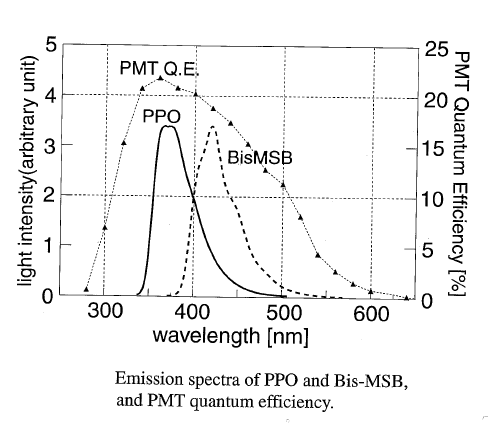 5
4
3
2
1
0
light intensity(arbitrary unit)
25
20
15
10
5
0
PMT Quantum Efficiency [%]
PMT Q.E.
PPO
BisMSB
300 400 500 600
wavelength [nm]
Emission spectra of PPO and Bis-MSB,
and PMT quantum efficiency.